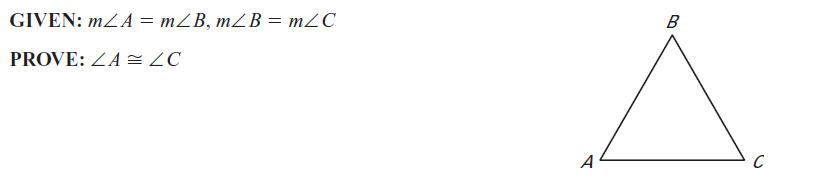 GIVEN: m∠A = m∠B, m∠B = m∠C
PROVE: ∠A ≅ ∠C
B
A
C